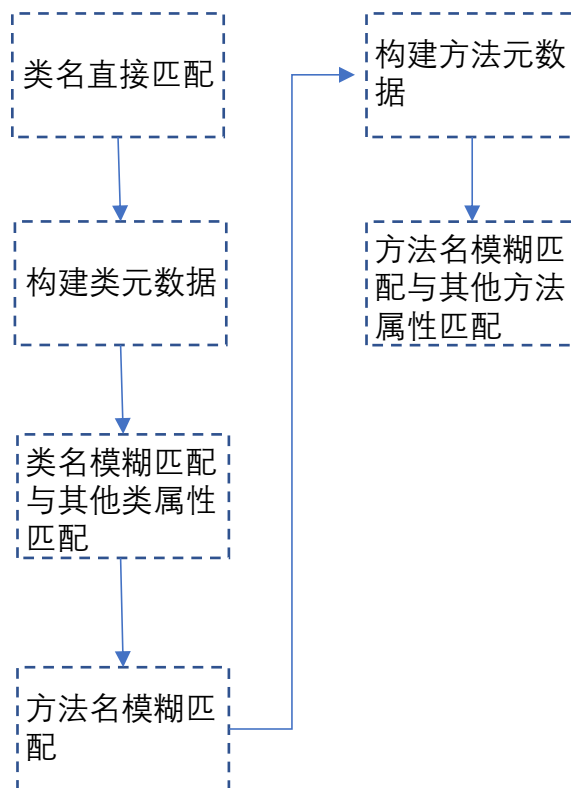 类名直接匹配
构建类元数据
类名模糊匹配
与其他类属性
匹配
方法名模糊匹
配
构建方法元数
据
方法名模糊匹
配与其他方法
属性匹配